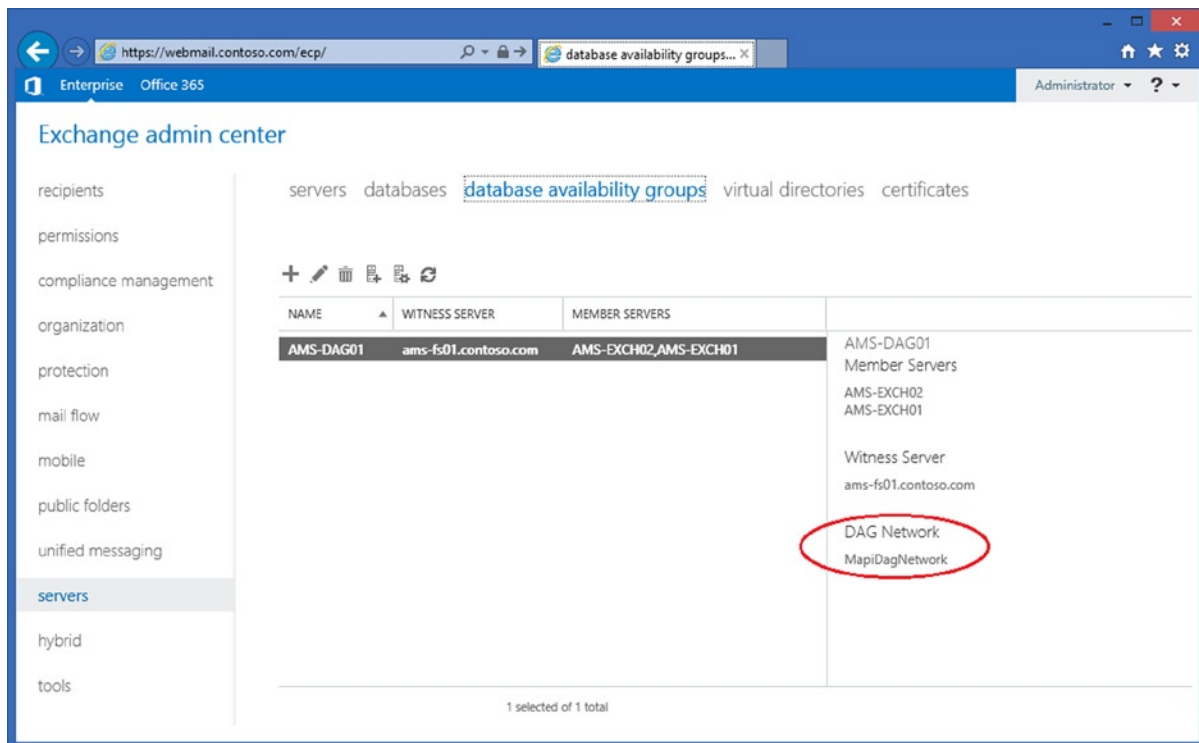 https://webmail.contoso.com/ecp/
database availability groups...
Enterprise Office 365
Administrator ?
Exchange admin center
recipients
permissions
compliance management
organization
protection
mail flow
mobile
public folders
unified messaging
servers
hybrid
tools
servers databases database availability groups virtual directories certificates
NAME WITNESS SERVER MEMBER SERVERS
AMS-DAG01 ams-fs01.contoso.com AMS-EXCH02,AMS-EXCH01
AMS-DAG01
Member Servers
AMS-EXCH02
AMS-EXCH01
Witness Server
ams-fs01.contoso.com
DAG Network
MapiDagNetwork
1 selected of 1 total